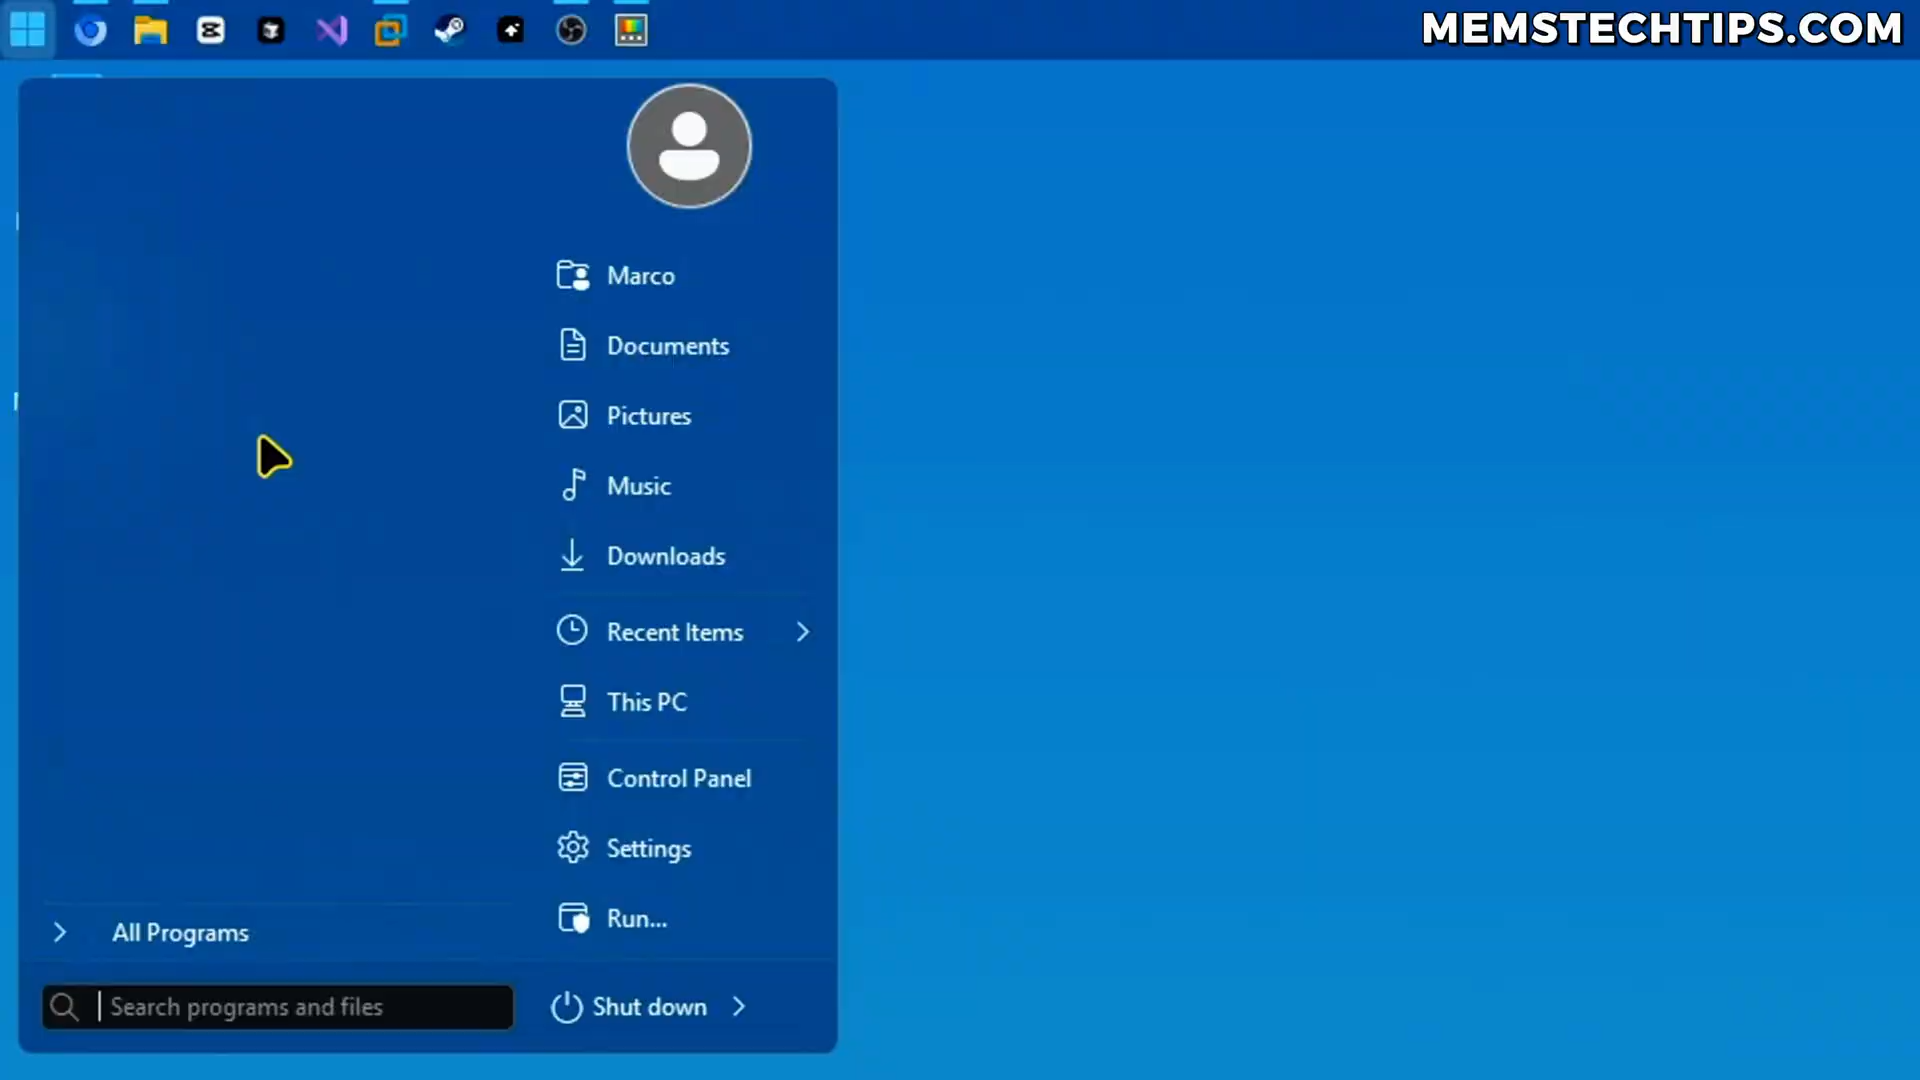 MEMSTECHTIPS.COM
Marco
Documents
Pictures
Music
Downloads
Recent Items
This PC
Control Panel
Settings
Run...
All Programs
Search programs and files
Shut down